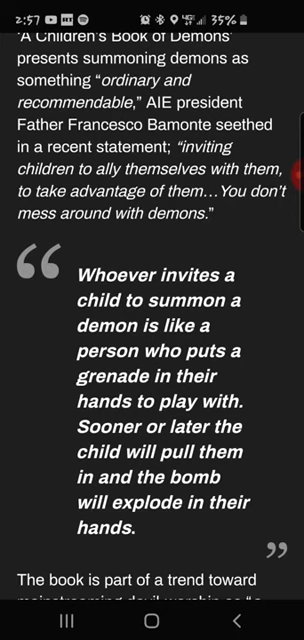 2:57 35%
'A Children's Book of Demons'
presents summoning demons as
something "ordinary and
recommendable," AIE president
Father Francesco Bamonte seethed
in a recent statement; "inviting
children to ally themselves with them,
to take advantage of them...You don't
mess around with demons."
“
Whoever invites a
child to summon a
demon is like a
person who puts a
grenade in their
hands to play with.
Sooner or later the
child will pull them
in and the bomb
will explode in their
hands.
”
The book is part of a trend toward
mainstreaming devil worship as "a